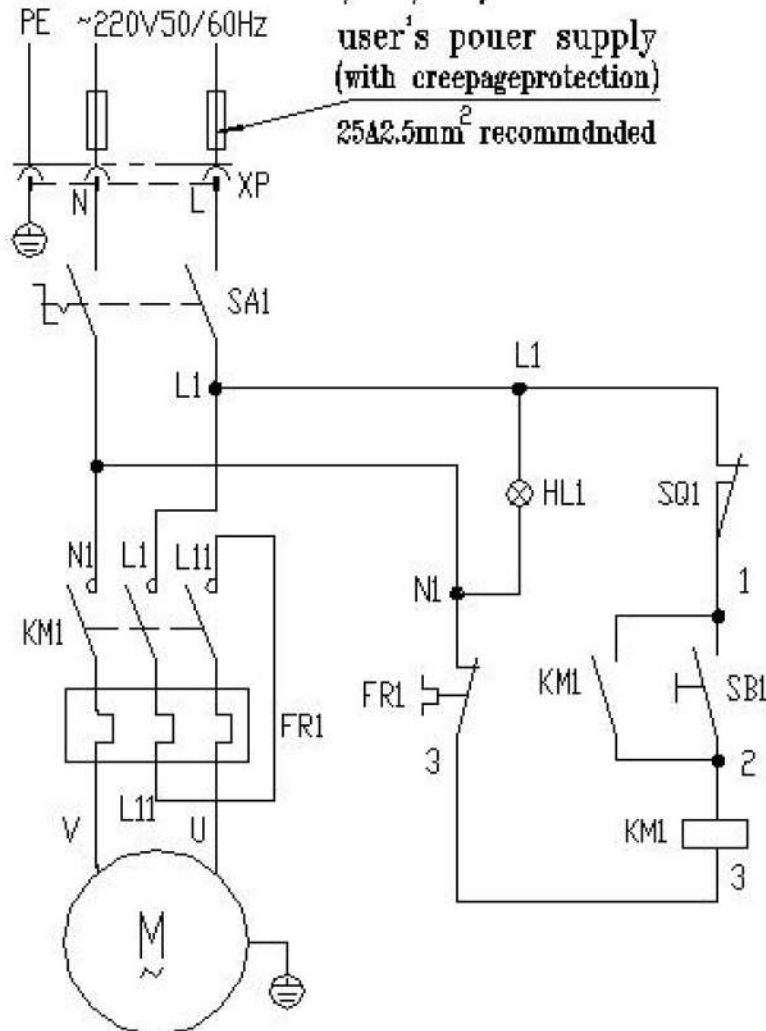 PE ~220V50/60Hz
user's pouer supply
(with creepageprotection)
25A2.5mm² recommdnded
XP
N L
SA1
L1
L1
HL1
SQ1
N1 L1 L11
N1
1
KM1
FR1
KM1
SB1
FR1
3
2
L11
V U
KM1
3
M
~